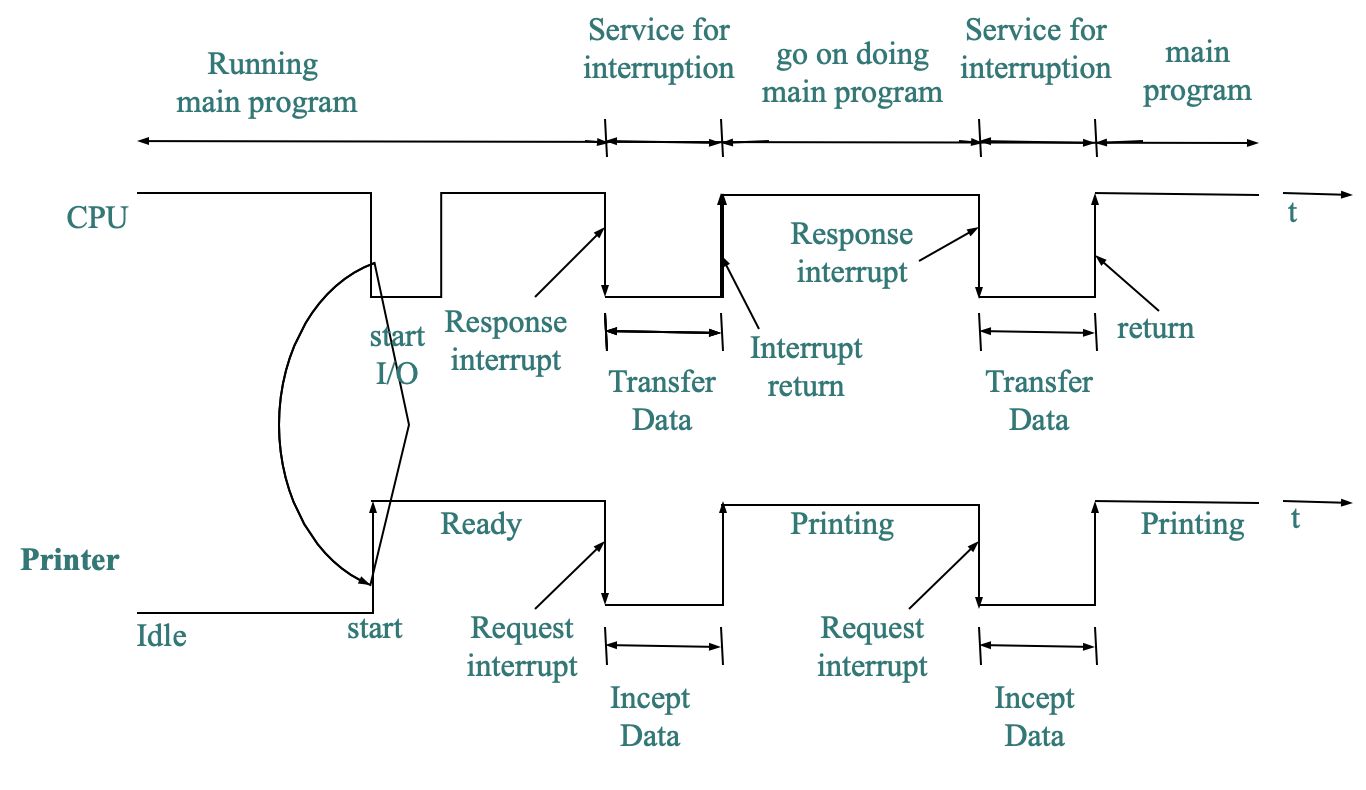 Running
main program
Service for
interruption
go on doing
main program
Service for
interruption
main
program
CPU
t
start
I/O
Response
interrupt
Transfer
Data
Interrupt
return
Response
interrupt
Transfer
Data
return
Printer
Idle
start
Ready
Request
interrupt
Incept
Data
Printing
Request
interrupt
Incept
Data
Printing
t